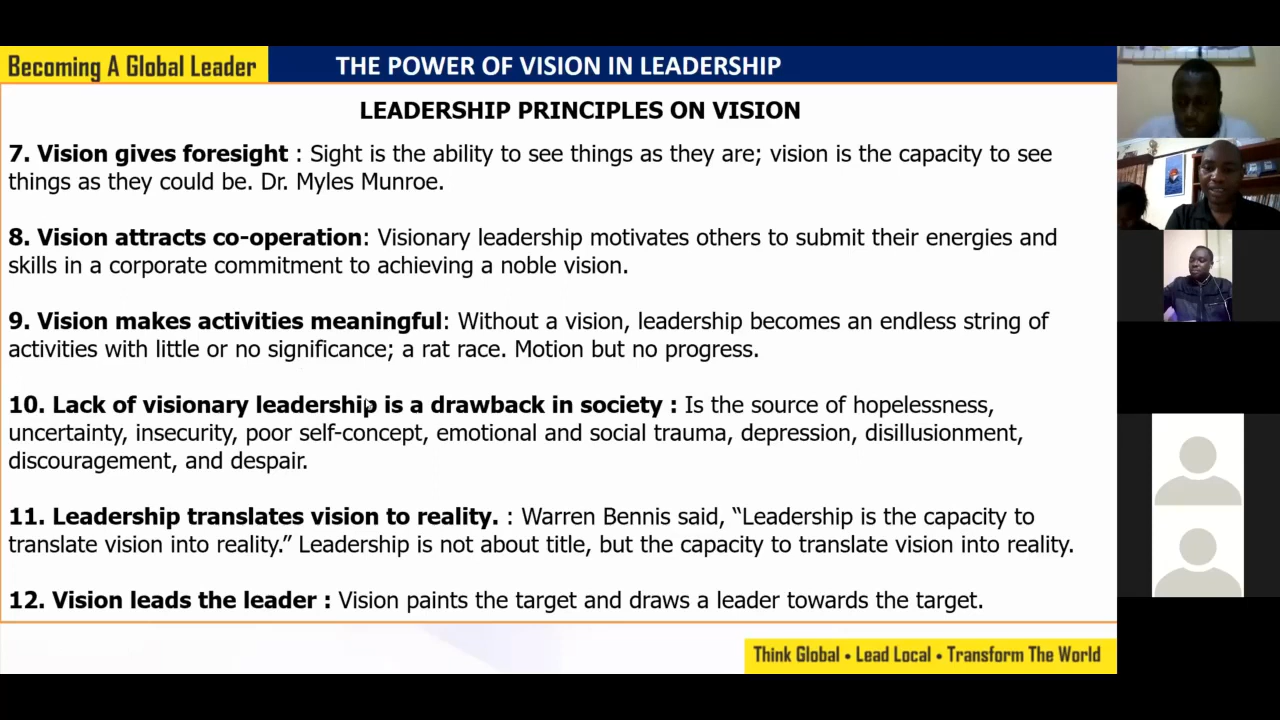 Becoming A Global Leader
THE POWER OF VISION IN LEADERSHIP
LEADERSHIP PRINCIPLES ON VISION
7. Vision gives foresight : Sight is the ability to see things as they are; vision is the capacity to see
things as they could be. Dr. Myles Munroe.
8. Vision attracts co-operation: Visionary leadership motivates others to submit their energies and
skills in a corporate commitment to achieving a noble vision.
9. Vision makes activities meaningful: Without a vision, leadership becomes an endless string of
activities with little or no significance; a rat race. Motion but no progress.
10. Lack of visionary leadership is a drawback in society : Is the source of hopelessness,
uncertainty, insecurity, poor self-concept, emotional and social trauma, depression, disillusionment,
discouragement, and despair.
11. Leadership translates vision to reality. : Warren Bennis said, “Leadership is the capacity to
translate vision into reality.” Leadership is not about title, but the capacity to translate vision into reality.
12. Vision leads the leader : Vision paints the target and draws a leader towards the target.
Think Global • Lead Local • Transform The World